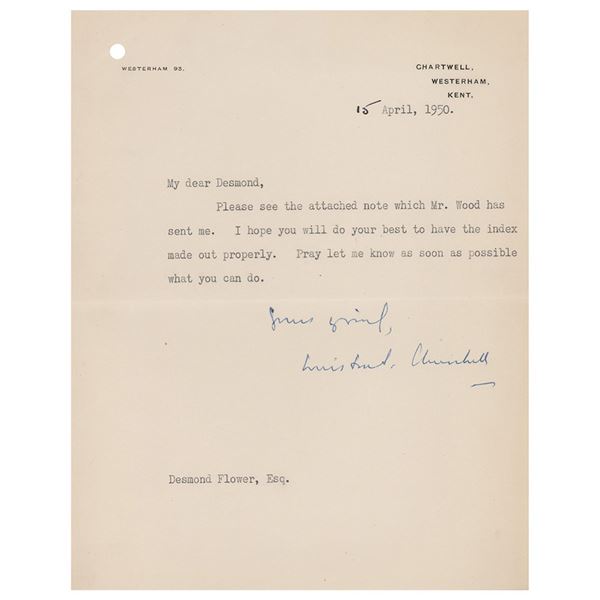 WESTERHAM 93.
CHARTWELL,
WESTERHAM,
KENT.
15 April, 1950.
My dear Desmond,
Please see the attached note which Mr. Wood has
sent me. I hope you will do your best to have the index
made out properly. Pray let me know as soon as possible
what you can do.
Yours
Winston S. Churchill
Desmond Flower, Esq.